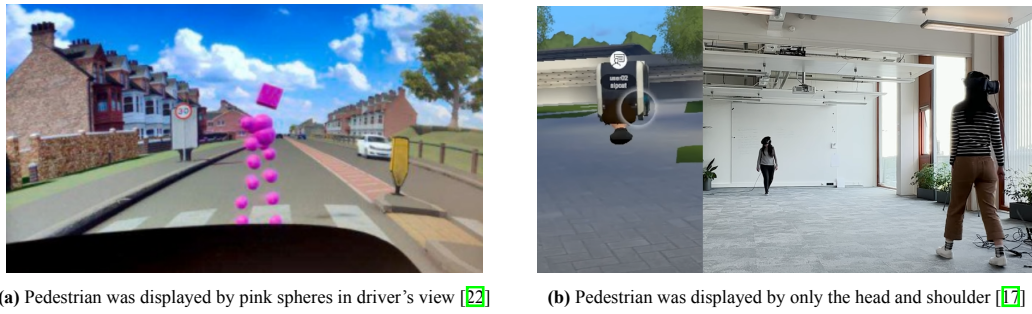 30
(a) Pedestrian was displayed by pink spheres in driver's view [22]
(b) Pedestrian was displayed by only the head and shoulder [17]